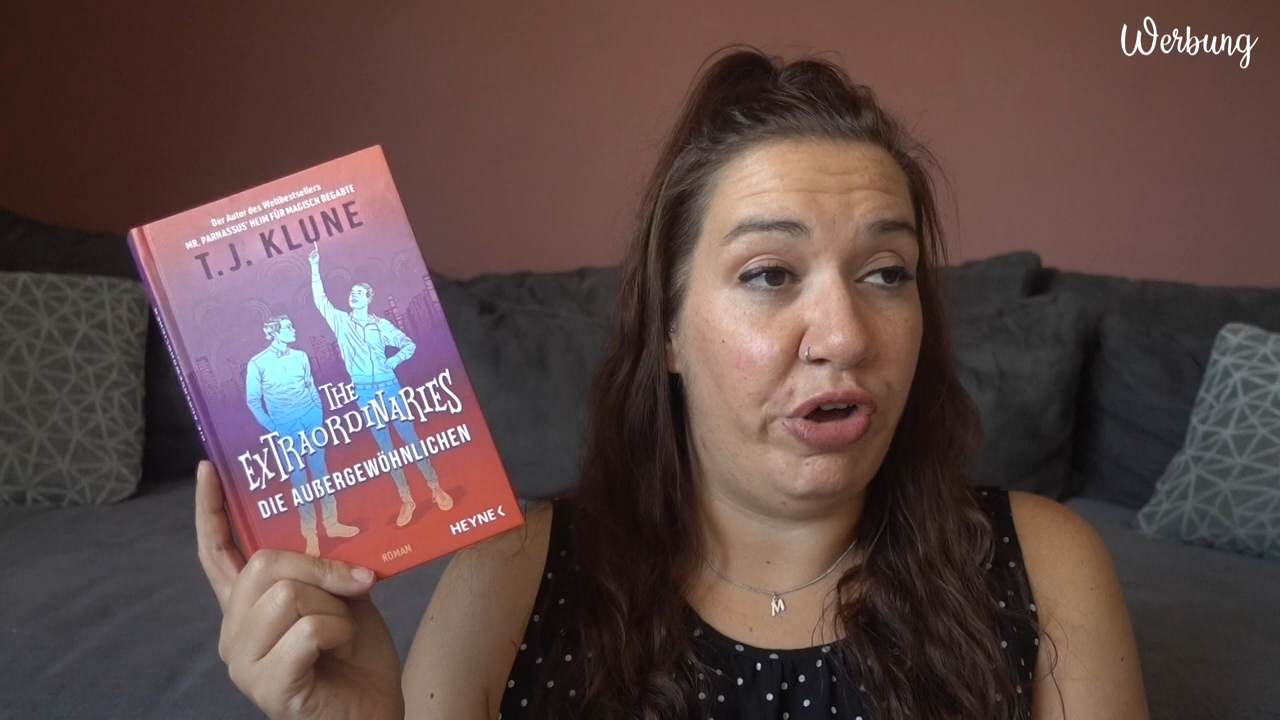 Werbung
Der Autor des Weltbestsellers
MR. PARNASSUS' HEIM FÜR MAGISCH BEGABTE
T. J. KLUNE
THE
EXTRAORDINARIES
DIE AUẞERGEWÖHNLICHEN
HEYNE <
ROMAN
M